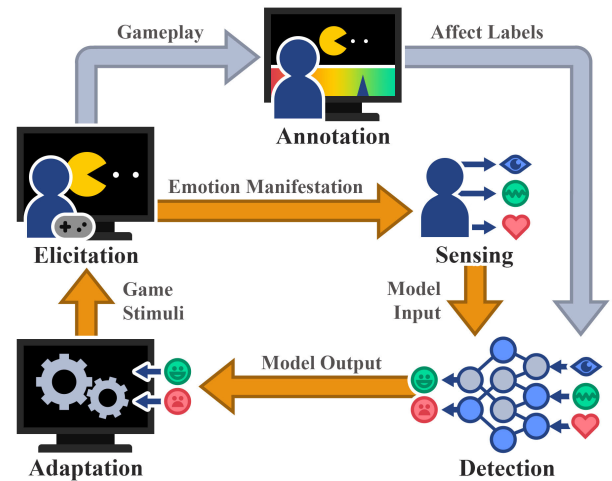 Gameplay
Affect Labels
Annotation
Emotion Manifestation
Elicitation
Sensing
Game
Stimuli
Model
Input
Model Output
Adaptation
Detection